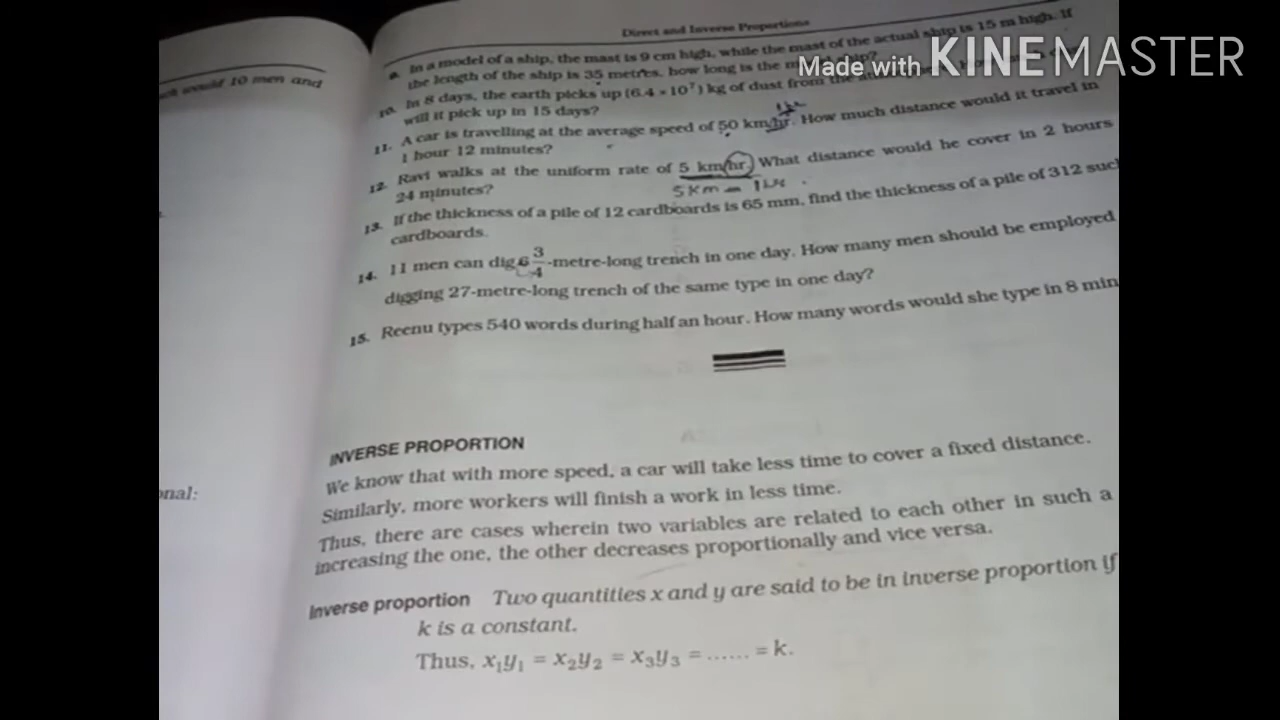 Direct and Inverse Proportions
Made with KINEMASTER
would 10 men and
9. In a model of a ship, the mast is 9 cm high, while the mast of the actual ship is 15 m high. If
the length of the ship is 35 metres, how long is the
10. In 8 days, the earth picks up (6.4 × 10⁷) kg of dust from the
will it pick up in 15 days?
11. A car is travelling at the average speed of 50 km/hr. How much distance would it travel in
1 hour 12 minutes?
12. Ravi walks at the uniform rate of 5 km/hr. What distance would he cover in 2 hours
24 minutes?
5 km = 1 hr
13. If the thickness of a pile of 12 cardboards is 65 mm, find the thickness of a pile of 312 suc
cardboards.
14. 11 men can dig 6 3/4-metre-long trench in one day. How many men should be employed
digging 27-metre-long trench of the same type in one day?
15. Reenu types 540 words during half an hour. How many words would she type in 8 min
INVERSE PROPORTION
We know that with more speed, a car will take less time to cover a fixed distance.
Similarly, more workers will finish a work in less time.
onal:
Thus, there are cases wherein two variables are related to each other in such a
increasing the one, the other decreases proportionally and vice versa.
Inverse proportion Two quantities x and y are said to be in inverse proportion if
k is a constant.
Thus, x₁y₁ = x₂y₂ = x₃y₃ = ...... = k.